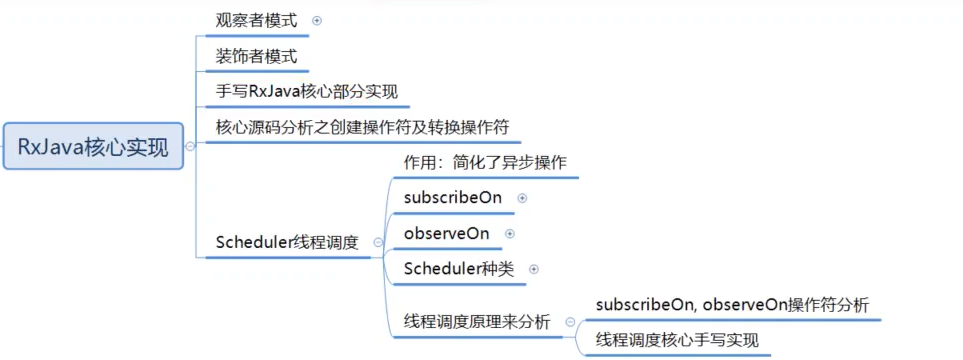 观察者模式
装饰者模式
手写RxJava核心部分实现
核心源码分析之创建操作符及转换操作符
RxJava核心实现
作用：简化了异步操作
subscribeOn
observeOn
Scheduler线程调度
Scheduler种类
线程调度原理来分析
subscribeOn, observeOn操作符分析
线程调度核心手写实现